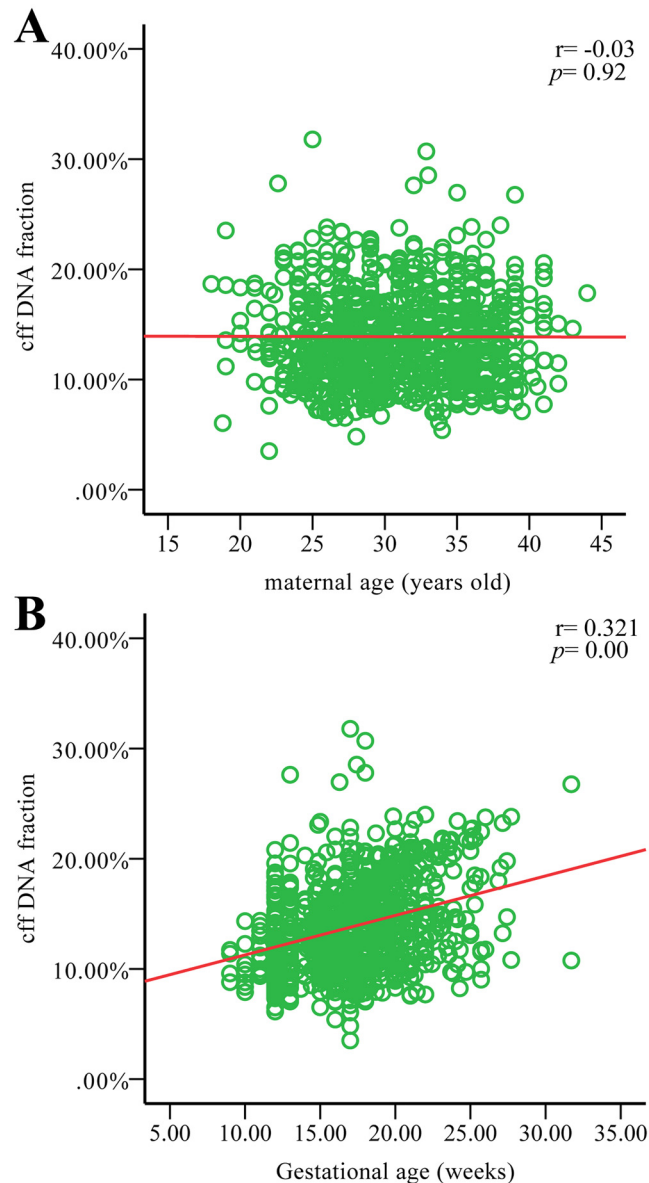 A
r= -0.03
p= 0.92
40.00%
30.00%
20.00%
10.00%
.00%
cff DNA fraction
15 20 25 30 35 40 45
maternal age (years old)
B
r= 0.321
p= 0.00
40.00%
30.00%
20.00%
10.00%
.00%
cff DNA fraction
5.00 10.00 15.00 20.00 25.00 30.00 35.00
Gestational age (weeks)